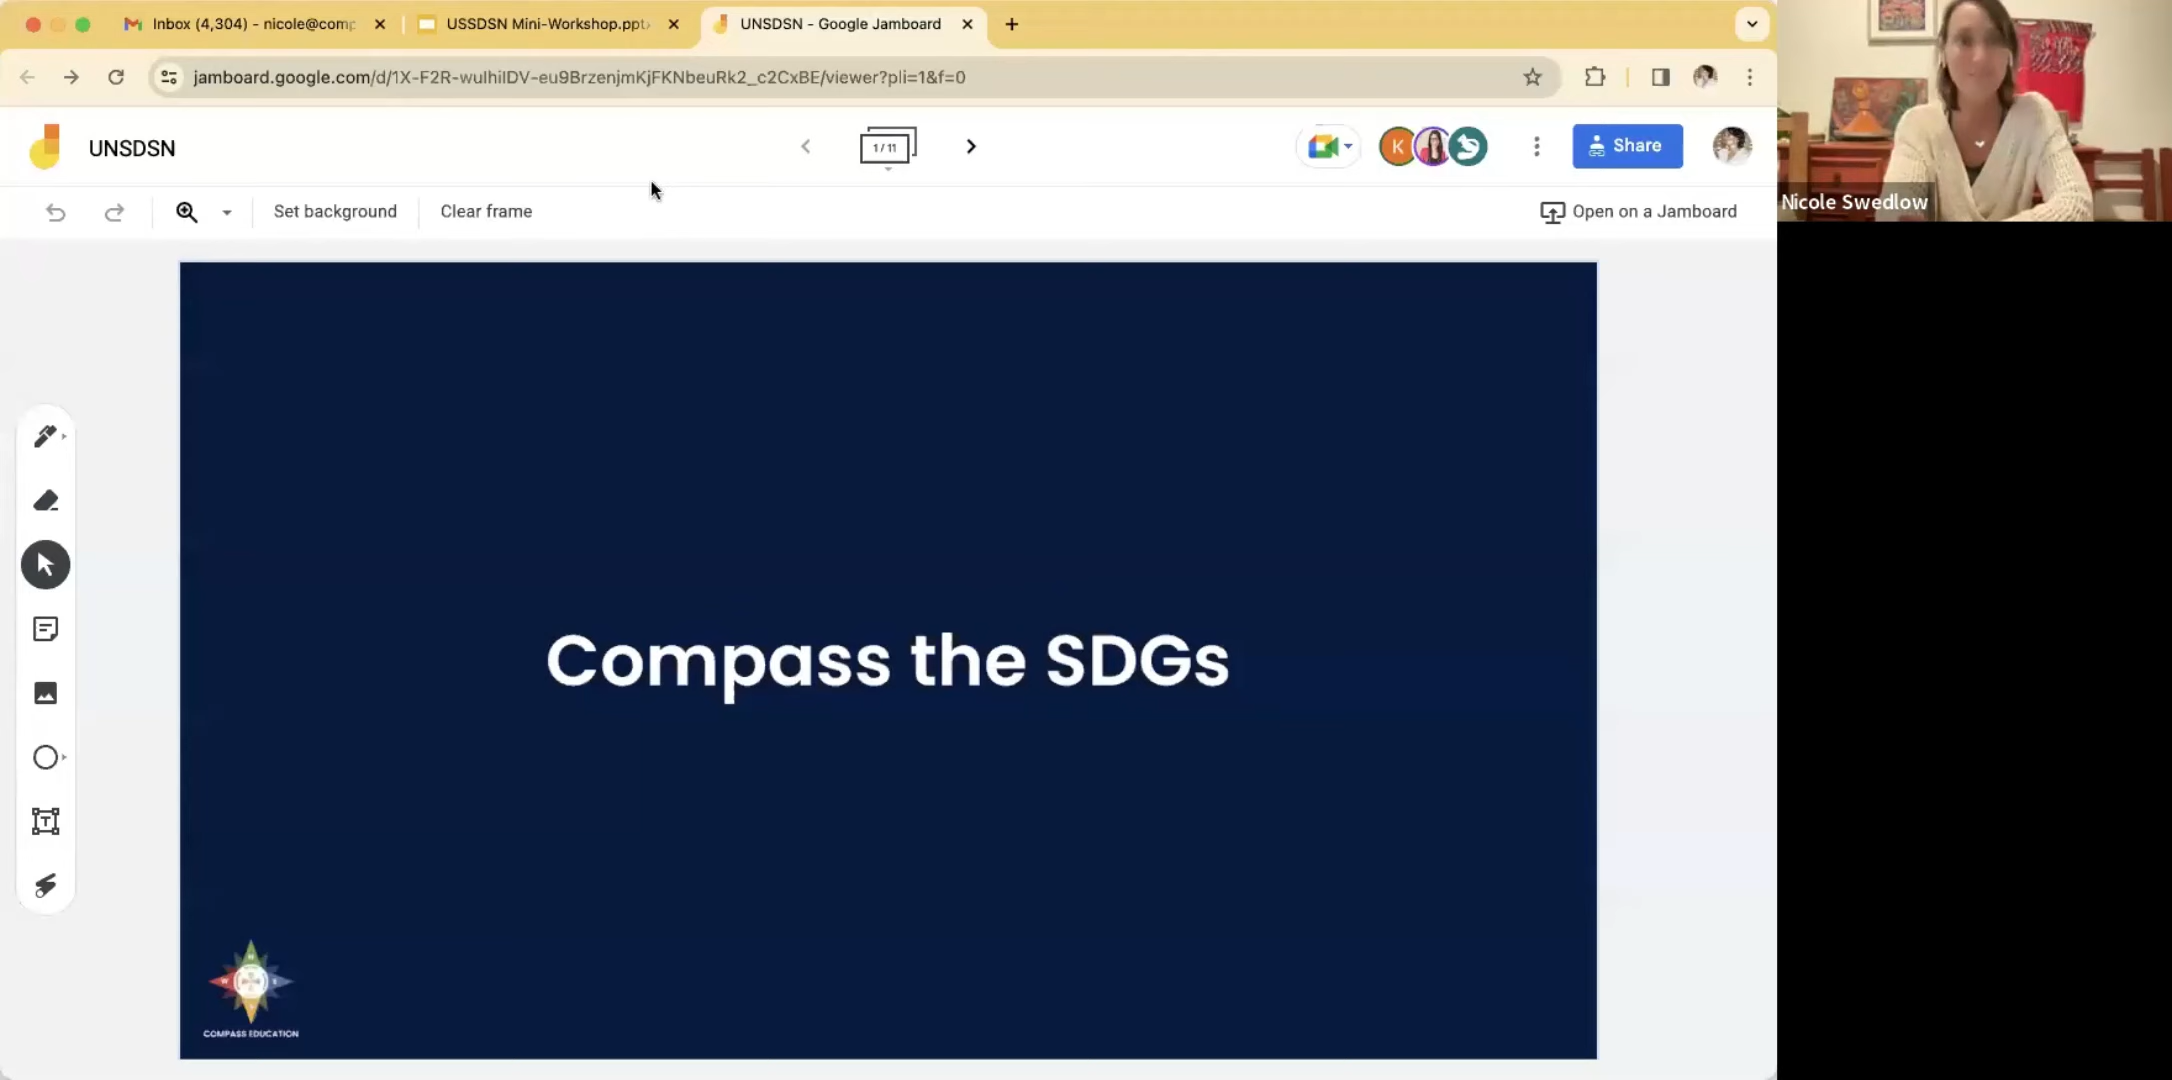 Inbox (4,304) - nicole@comp
USSDSN Mini-Workshop.ppt
UNSDSN - Google Jamboard
jamboard.google.com/d/1X-F2R-wulhiIDV-eu9BrzenjmKjFKNbeuRk2_c2CxBE/viewer?pli=1&f=0
UNSDSN
1 / 11
K
Share
Set background
Clear frame
Open on a Jamboard
Nicole Swedlow
Compass the SDGs
COMPASS EDUCATION